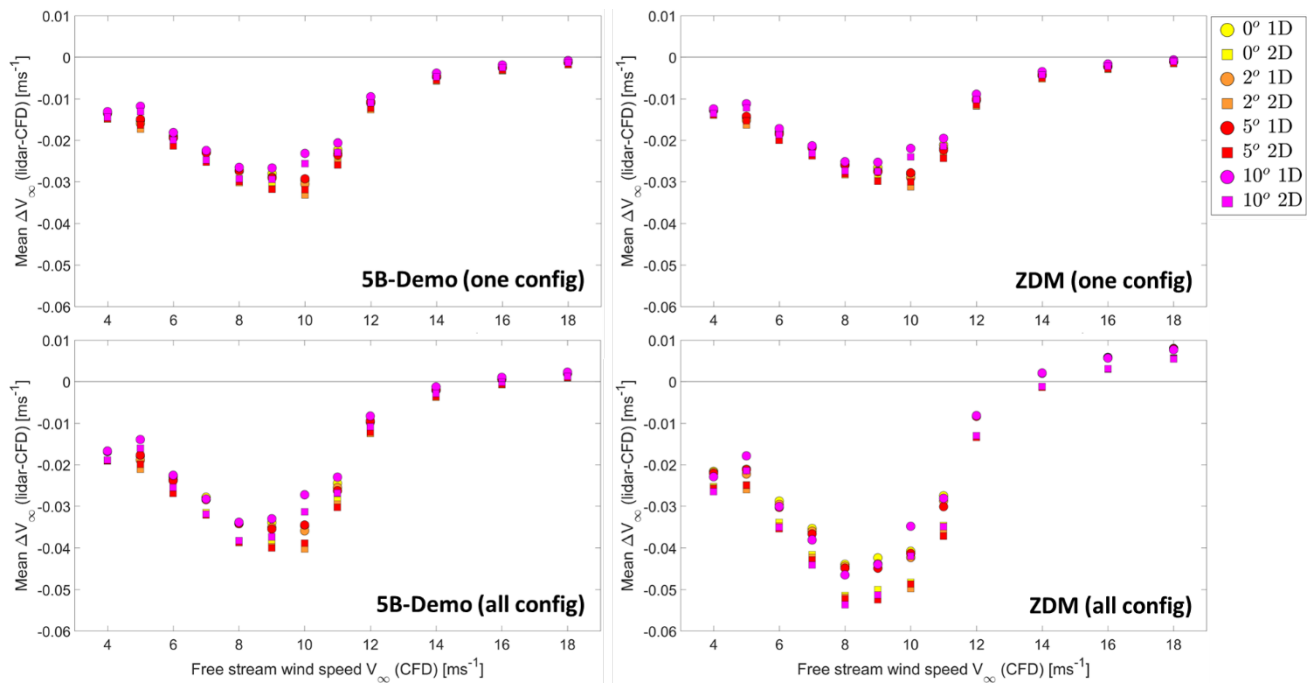 0.01
0
-0.01
-0.02
-0.03
-0.04
-0.05
-0.06
Mean ΔV∞ (lidar-CFD) [ms-1]
5B-Demo (one config)
4 6 8 10 12 14 16 18
0.01
0
-0.01
-0.02
-0.03
-0.04
-0.05
-0.06
Mean ΔV∞ (lidar-CFD) [ms-1]
ZDM (one config)
4 6 8 10 12 14 16 18
0° 1D
0° 2D
2° 1D
2° 2D
5° 1D
5° 2D
10° 1D
10° 2D
0.01
0
-0.01
-0.02
-0.03
-0.04
-0.05
-0.06
Mean ΔV∞ (lidar-CFD) [ms-1]
5B-Demo (all config)
4 6 8 10 12 14 16 18
Free stream wind speed V∞ (CFD) [ms-1]
0.01
0
-0.01
-0.02
-0.03
-0.04
-0.05
-0.06
Mean ΔV∞ (lidar-CFD) [ms-1]
ZDM (all config)
4 6 8 10 12 14 16 18
Free stream wind speed V∞ (CFD) [ms-1]